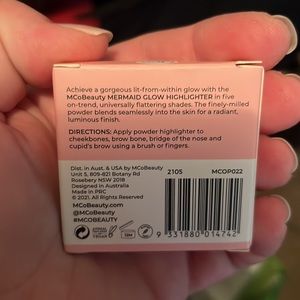 Achieve a gorgeous lit-from-within glow with the
MCoBeauty MERMAID GLOW HIGHLIGHTER in five
on-trend, universally flattering shades. The finely-milled
powder blends seamlessly into the skin for a radiant,
luminous finish.
DIRECTIONS: Apply powder highlighter to
cheekbones, brow bone, bridge of the nose and
cupid's brow using a brush or fingers.
Dist. in Aust. & USA by MCoBeauty
Unit 5, 809-821 Botany Rd
Rosebery NSW 2018
Designed in Australia
Made in PRC
© 2021. All Rights Reserved.
MCoBeauty.com
@MCoBeauty
#MCOBEAUTY
2105 MCOP022
9 331880 014742
12M